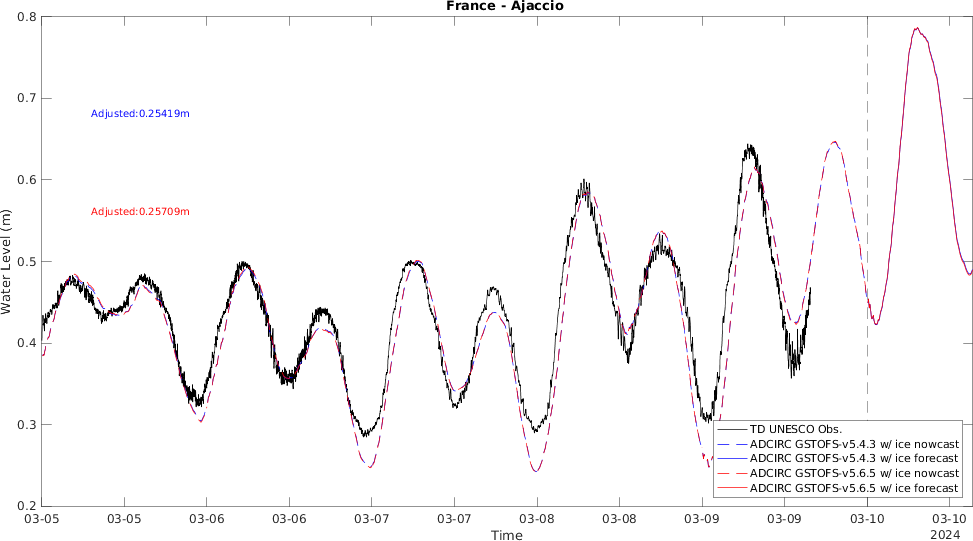 France - Ajaccio
0.8
0.7
0.6
0.5
0.4
0.3
0.2
Water Level (m)
Adjusted:0.25419m
Adjusted:0.25709m
TD UNESCO Obs.
ADCIRC GSTOFS-v5.4.3 w/ ice nowcast
ADCIRC GSTOFS-v5.4.3 w/ ice forecast
ADCIRC GSTOFS-v5.6.5 w/ ice nowcast
ADCIRC GSTOFS-v5.6.5 w/ ice forecast
03-05 03-05 03-06 03-06 03-07 03-07 03-08 03-08 03-09 03-09 03-10 03-10
Time 2024